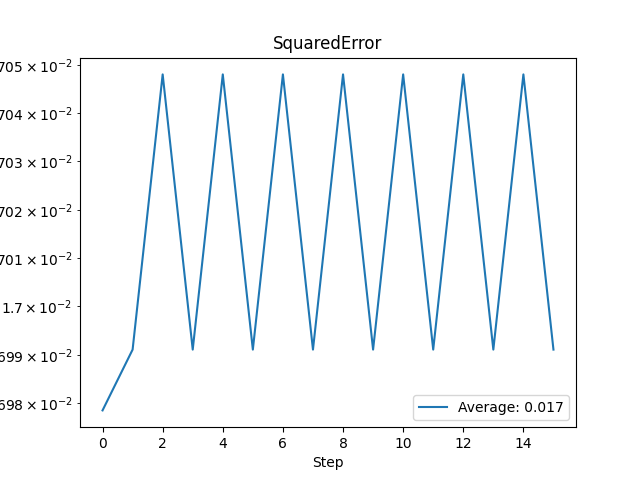 SquaredError
705 × 10⁻²
704 × 10⁻²
703 × 10⁻²
702 × 10⁻²
701 × 10⁻²
1.7 × 10⁻²
699 × 10⁻²
698 × 10⁻²
Average: 0.017
0 2 4 6 8 10 12 14
Step